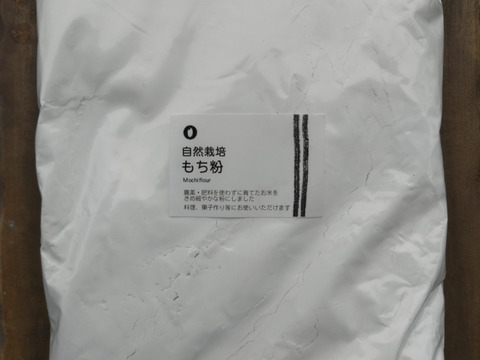 自然栽培
もち粉
Mochiflour
農薬・肥料を使わずに育てたお米を
きめ細やかな粉にしました
料理、菓子作り等にお使いいただけます